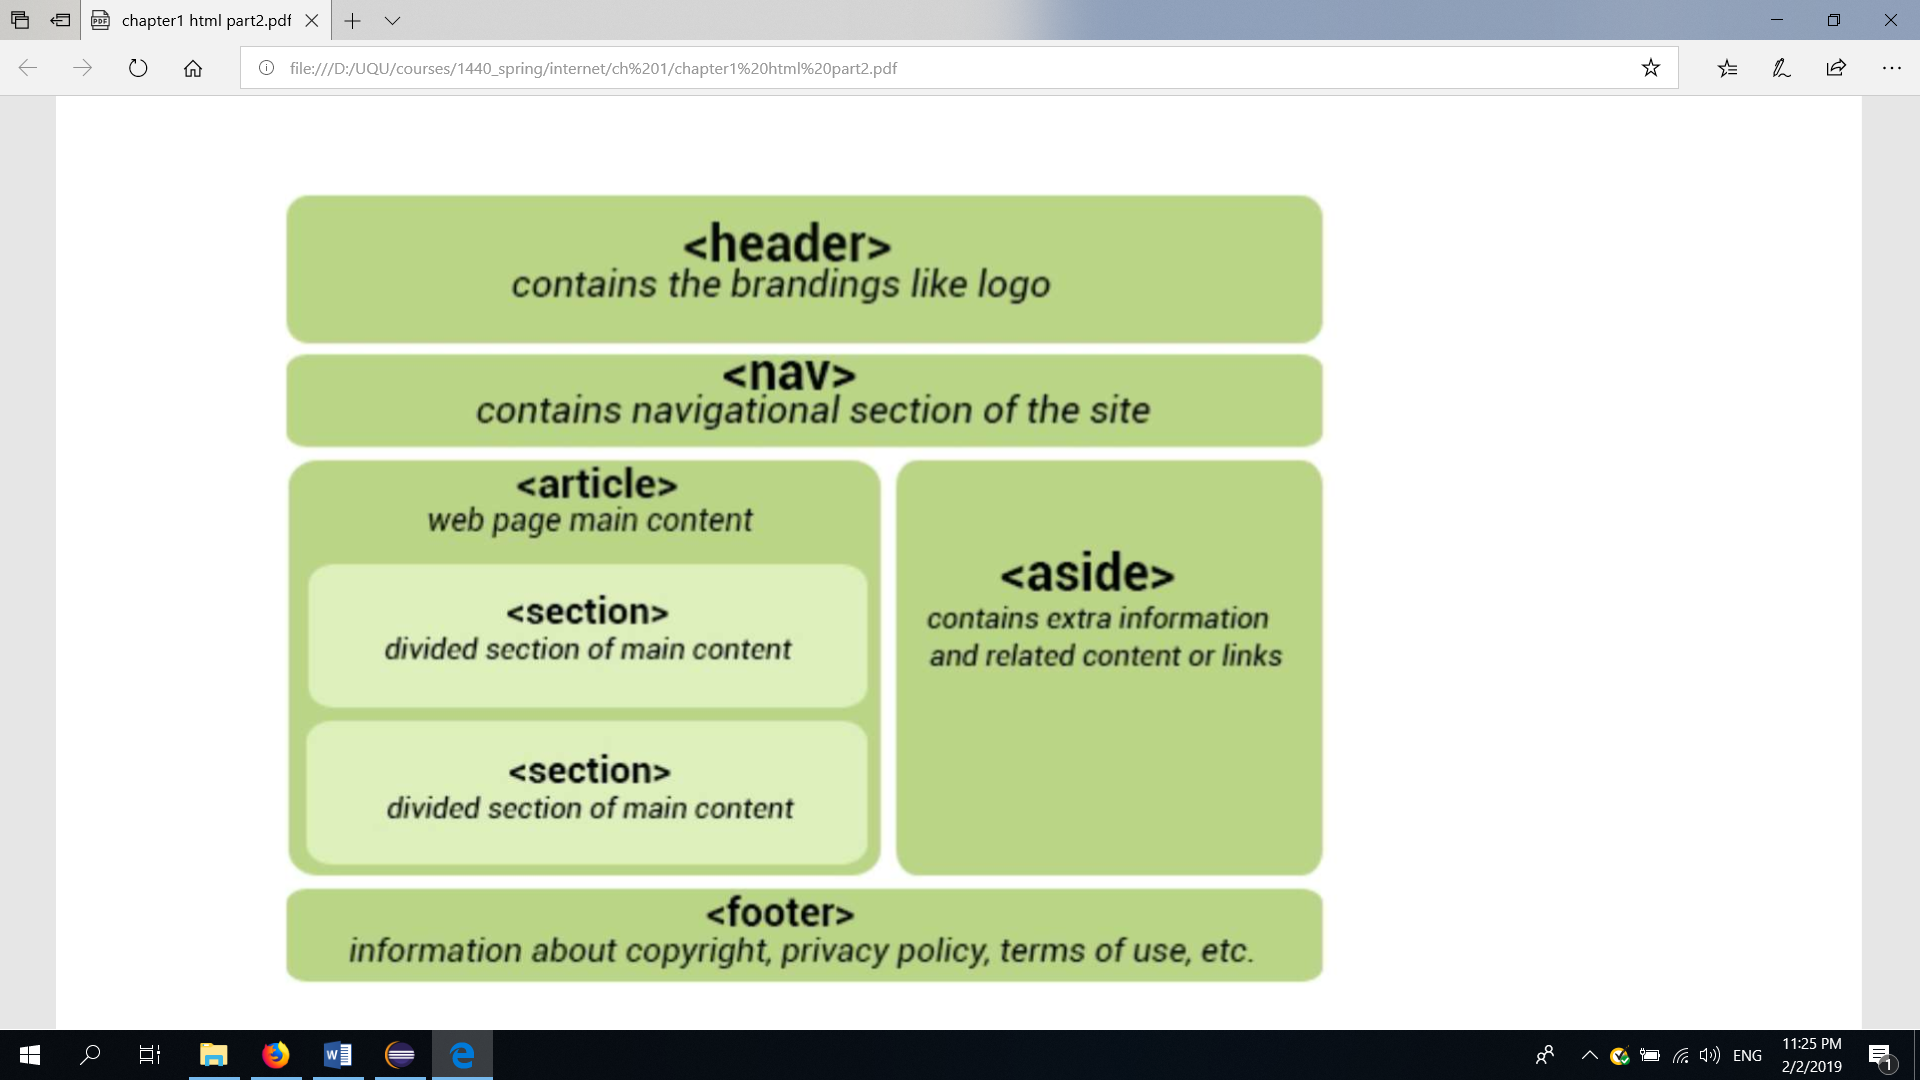 chapter1 html part2.pdf
file:///D:/UQU/courses/1440_spring/internet/ch%201/chapter1%20html%20part2.pdf
<header>
contains the brandings like logo
<nav>
contains navigational section of the site
<article>
web page main content
<section>
divided section of main content
<section>
divided section of main content
<aside>
contains extra information
and related content or links
<footer>
information about copyright, privacy policy, terms of use, etc.
ENG
11:25 PM
2/2/2019
1